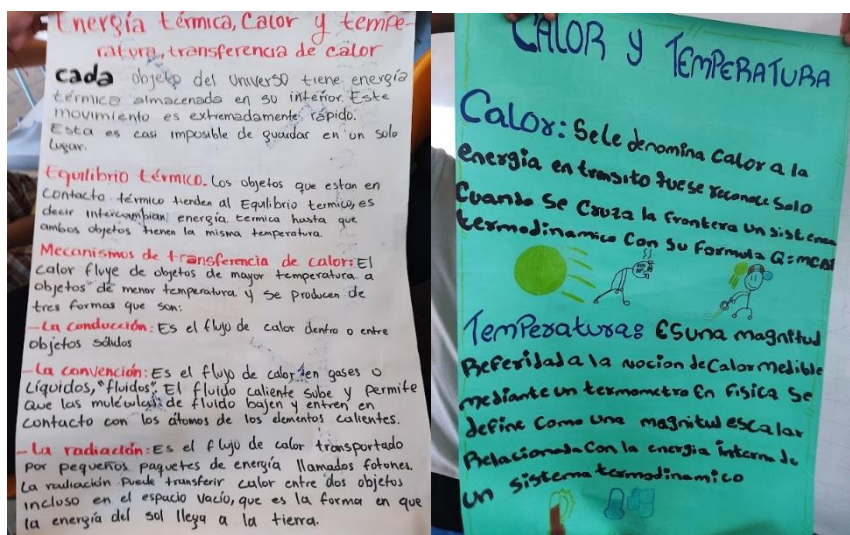 Energía térmica, Calor y tempe-
ratura, transferencia de calor
cada objeto del Universo tiene energía
térmica almacenada en su interior. Este
movimiento es extremadamente rápido.
Esta es casi imposible de guardar en un solo
lugar.
Equilibrio térmico. Los objetos que estan en
contacto térmico tienden al Equilibrio termico, es
decir intercambian energía termica hasta que
ambos objetos tienen la misma temperatura.
Mecanismos de transferencia de calor: El
calor fluye de objetos de mayor temperatura a
objetos de menor temperatura y se producen de
tres formas que son:
-La conducción: Es el flujo de calor dentro o entre
objetos sólidos
-La convención: Es el flujo de calor en gases o
Líquidos, "fluidos". El fluido caliente sube y permite
que las moléculas de fluido bajen y entren en
contacto con los átomos de los elementos calientes.
-La radiación: Es el flujo de calor transportado
por pequeños paquetes de energía llamados fotones.
La radiación puede transferir calor entre dos objetos
incluso en el espacio vacío, que es la forma en que
la energía del sol llega a la tierra.
CALOR y TEMPERATURA
Calor: Se le denomina Calor a la
energia en transito que se reconoce Solo
Cuando Se Cruza la Frontera un sistema
termodinamico Con Su Formula Q=mCΔT
Temperatura: ES una magnitud
Referidad a la nocion de Calor medible
mediante un termometro En Fisica Se
define Como una magnitud escalar
Relacionada Con la energia interna de
un sistema termodinamico